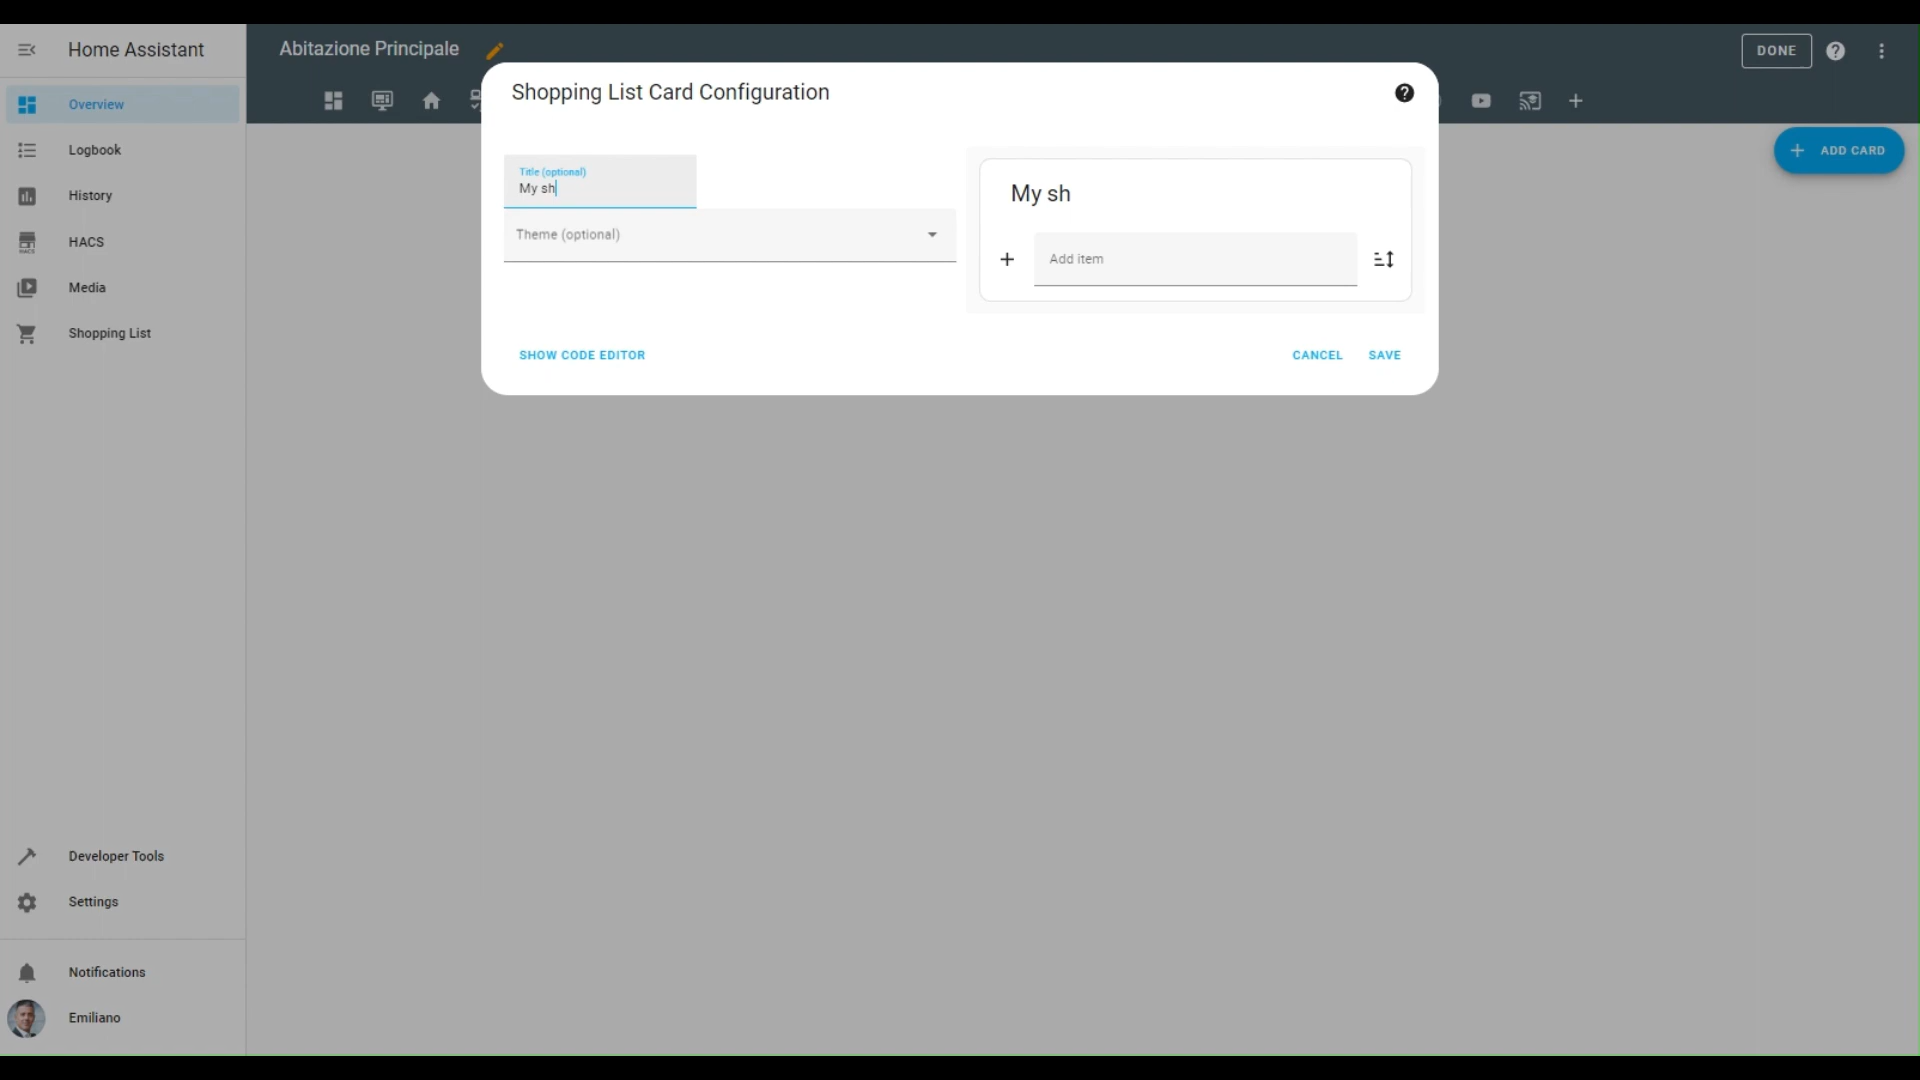 Home Assistant
Abitazione Principale
DONE
Overview
Logbook
History
HACS
Media
Shopping List
Developer Tools
Settings
Notifications
Emiliano
ADD CARD
Shopping List Card Configuration
Title (optional)
My sh
Theme (optional)
My sh
Add item
SHOW CODE EDITOR
CANCEL
SAVE